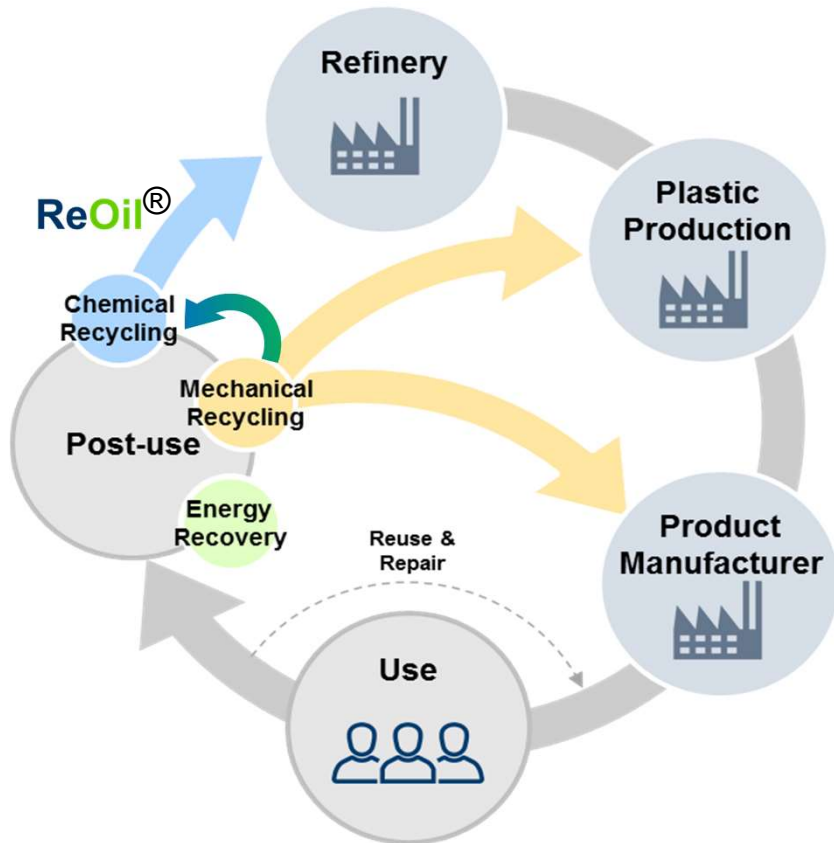 Refinery
Plastic
Production
ReOil®
Chemical
Recycling
Mechanical
Recycling
Post-use
Energy
Recovery
Reuse &
Repair
Product
Manufacturer
Use